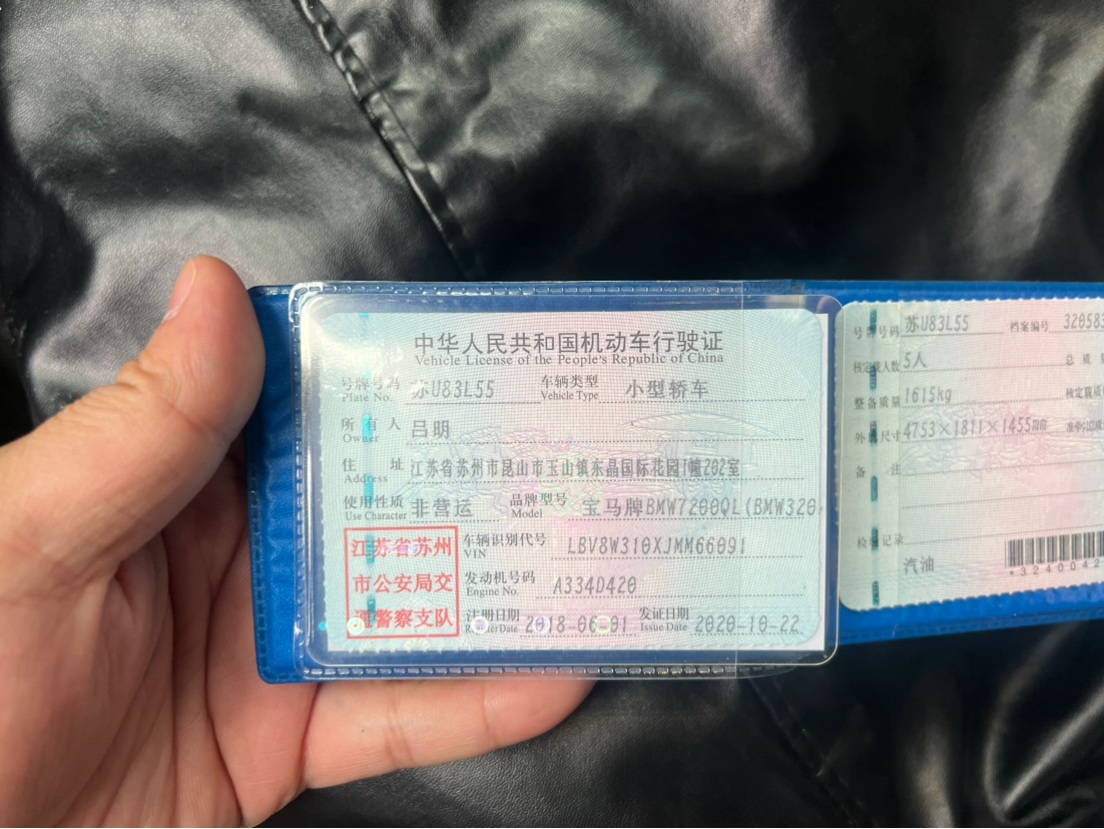 中华人民共和国机动车行驶证
Vehicle License of the People's Republic of China
号牌号码 苏U83L55 车辆类型 小型轿车
Plate No. Vehicle Type
所有人 吕明
Owner
住址 江苏省苏州市昆山市玉山镇东晶国际花园1幢202室
Address
使用性质 非营运 品牌型号 宝马牌BMW7200QL(BMW320
Use Character Model
江苏省苏州
市公安局交
通警察支队
车辆识别代号 LBV8W310XJMM66091
VIN
发动机号码 A334D420
Engine No.
注册日期 2018-06-01 发证日期 2020-10-22
Register Date Issue Date
号牌号码 苏U83L55 档案编号 320583
核定载人数 5人 总质量
整备质量 1615kg 核定载质
外廓尺寸 4753×1811×1455mm
备注
检验记录
汽油
*3240042